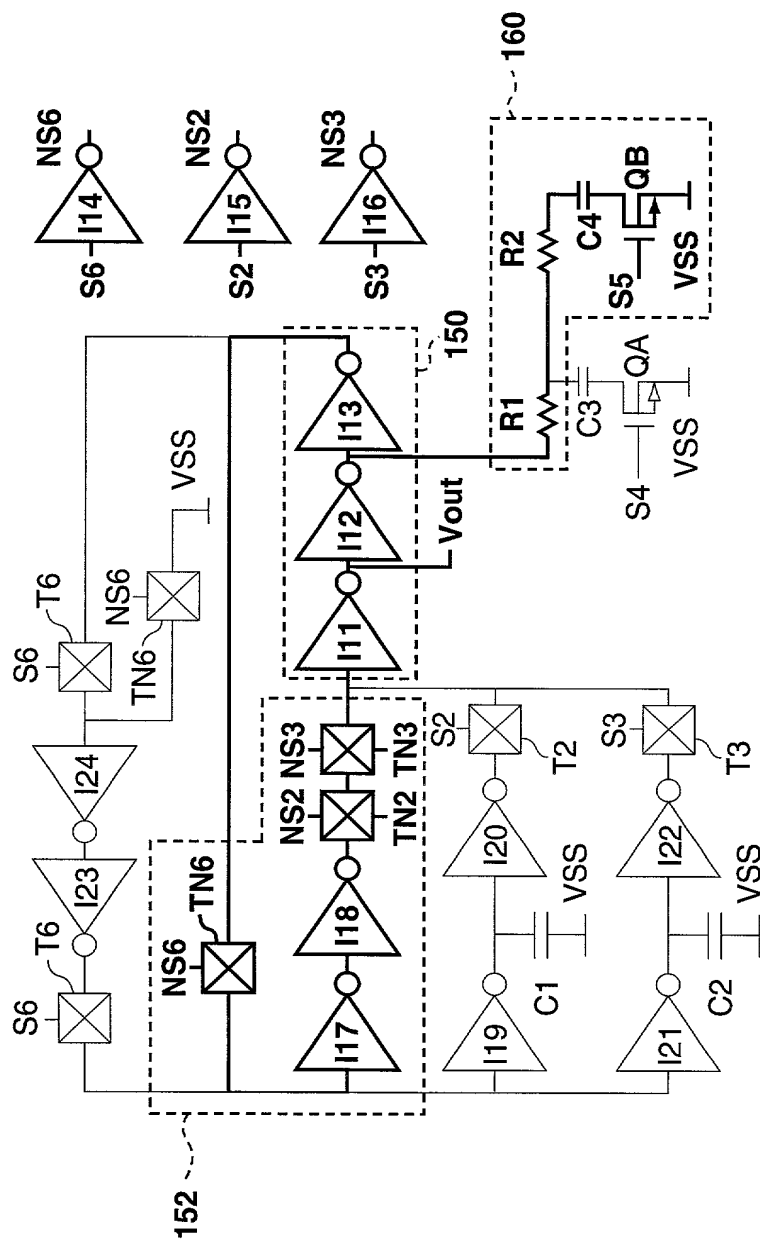 152
S6
T6
I23
I24
S6
T6
NS6
TN6
VSS
NS6
TN6
I17
I18
NS2
TN2
NS3
TN3
I11
I12
I13
150
Vout
I19
C1
VSS
I20
S2
T2
I21
C2
VSS
I22
S3
T3
S6
I14
NS6
S2
I15
NS2
S3
I16
NS3
R1
R2
C3
S4
QA
VSS
C4
S5
QB
VSS
160